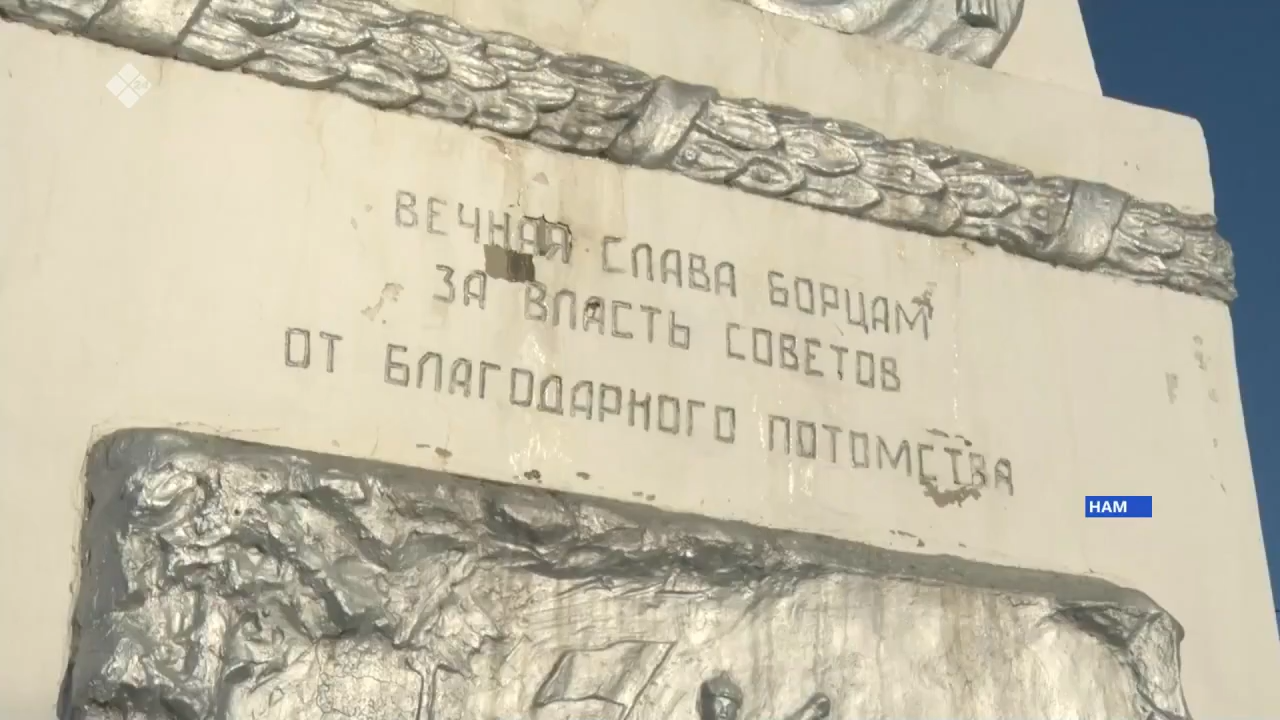 ВЕЧНАЯ СЛАВА БОРЦАМ
ЗА ВЛАСТЬ СОВЕТОВ
ОТ БЛАГОДАРНОГО ПОТОМСТВА
НАМ